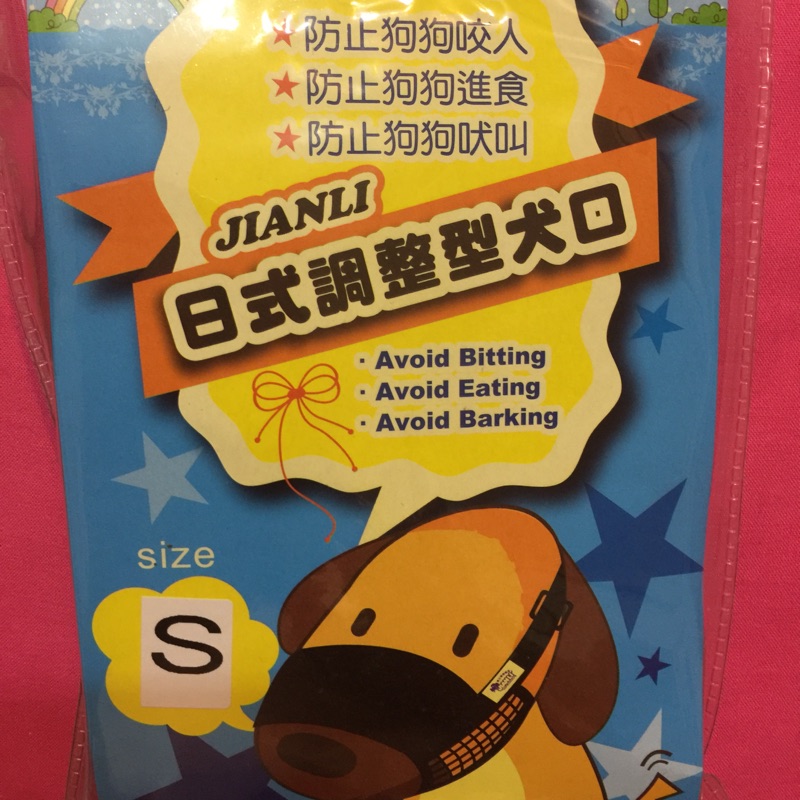 ★防止狗狗咬人
★防止狗狗進食
★防止狗狗吠叫
JIANLI
日式調整型犬口
· Avoid Bitting
· Avoid Eating
· Avoid Barking
size
S